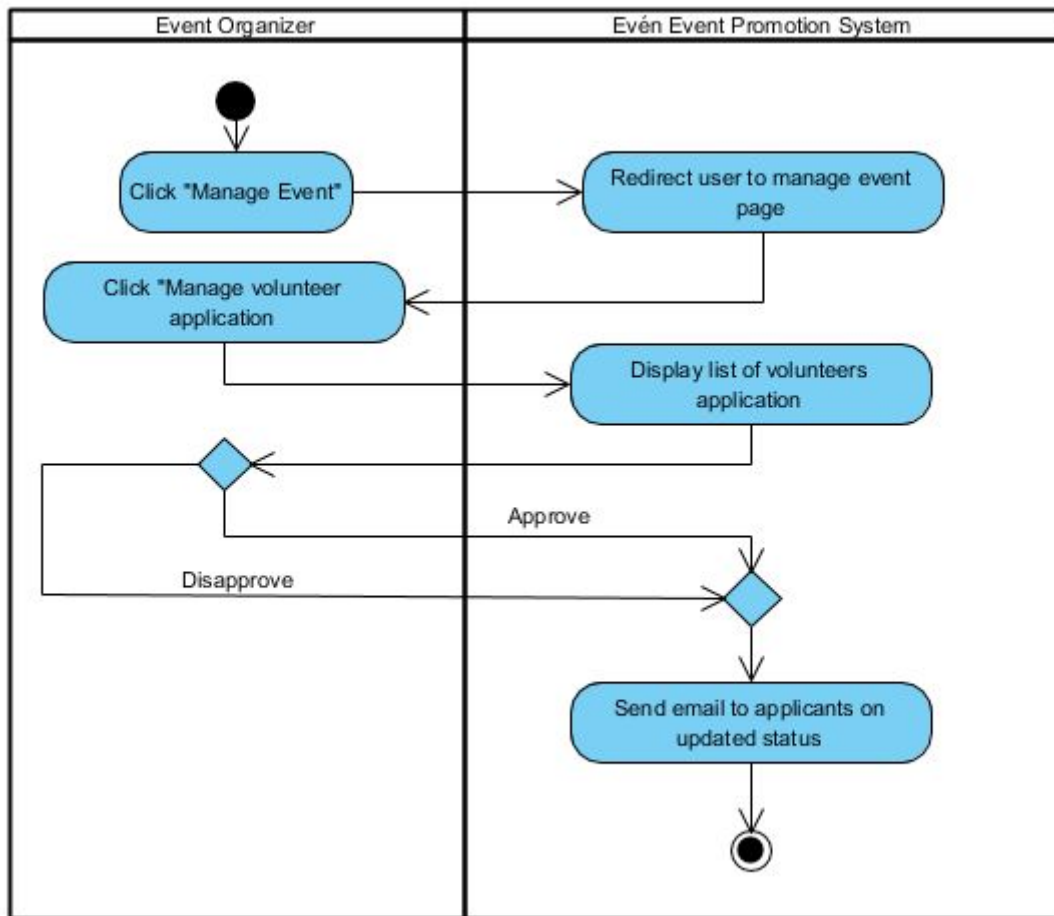 Event Organizer
Evén Event Promotion System
Click "Manage Event"
Redirect user to manage event
page
Click "Manage volunteer
application
Display list of volunteers
application
Approve
Disapprove
Send email to applicants on
updated status